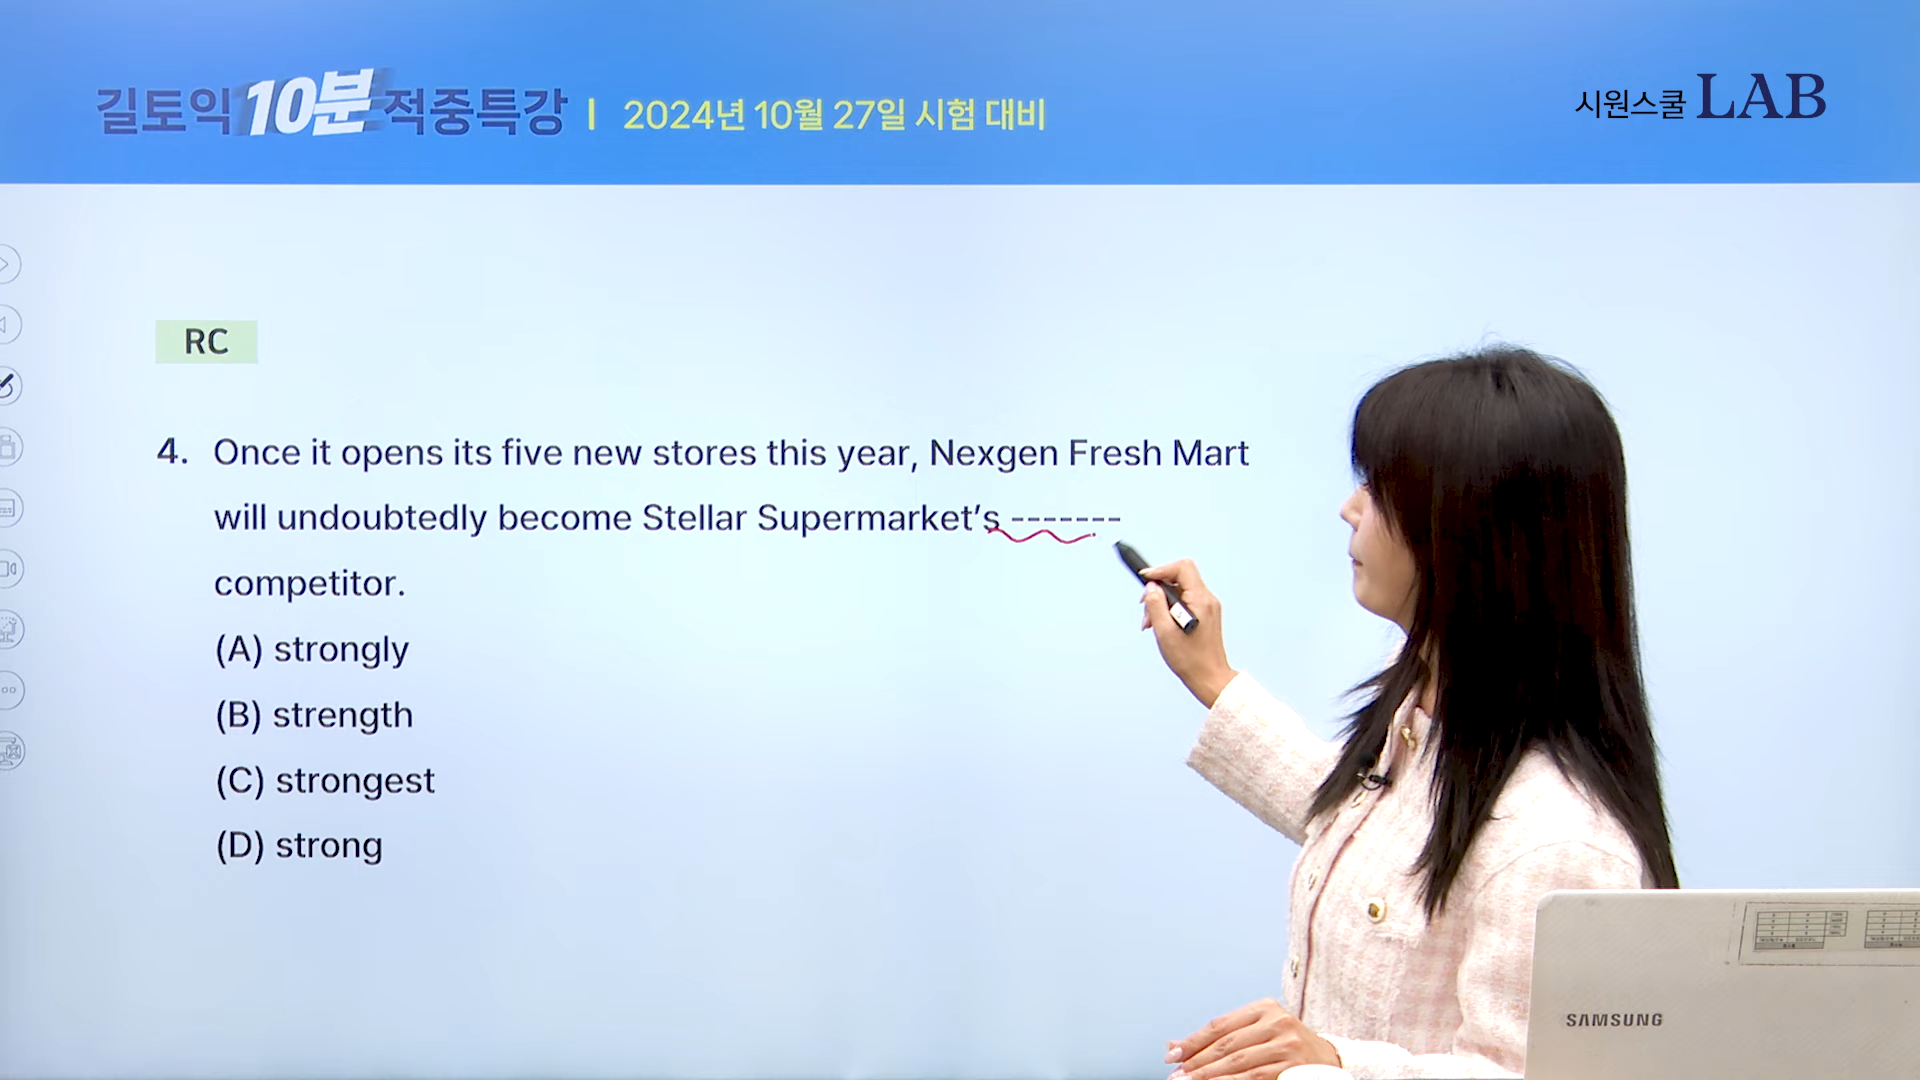 길토익 10분 적중특강 | 2024년 10월 27일 시험 대비
시원스쿨 LAB
RC
4. Once it opens its five new stores this year, Nexgen Fresh Mart
will undoubtedly become Stellar Supermarket’s -------
competitor.
(A) strongly
(B) strength
(C) strongest
(D) strong
SAMSUNG